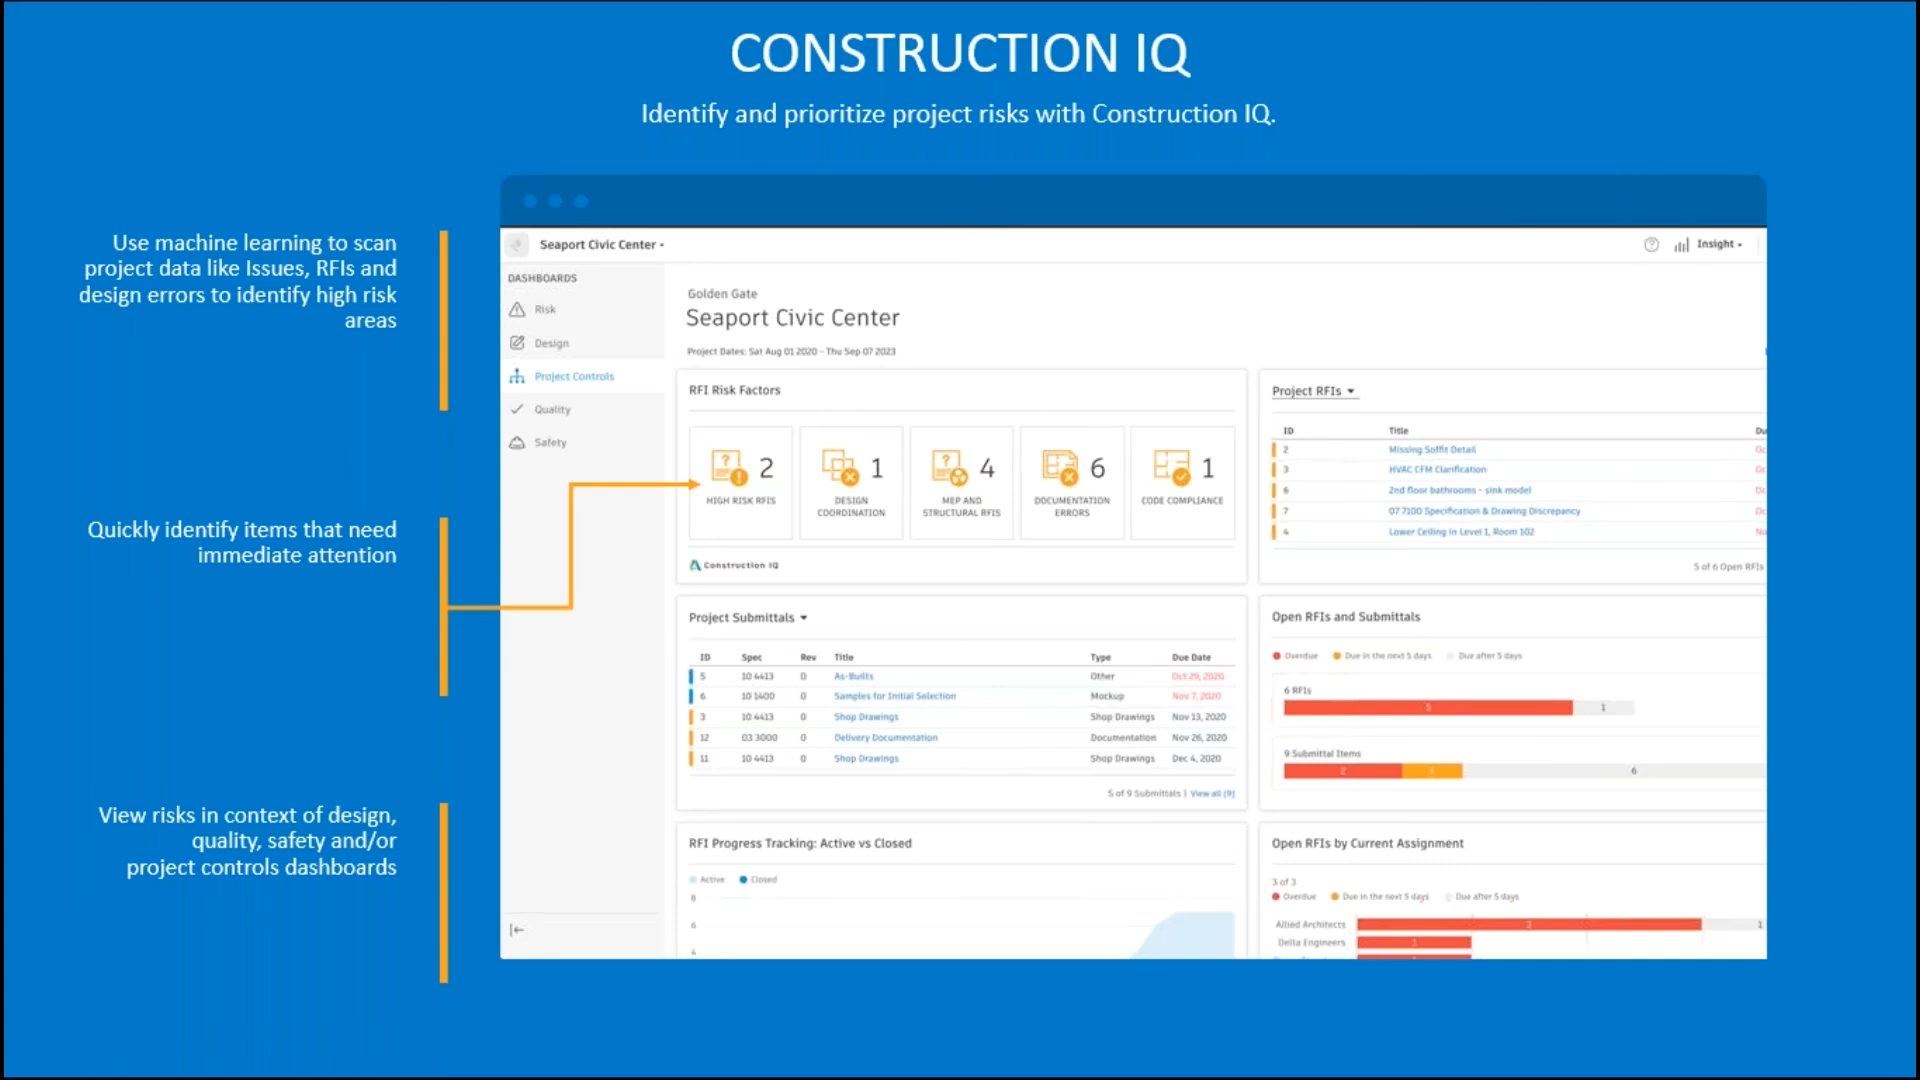 CONSTRUCTION IQ
Identify and prioritize project risks with Construction IQ.
Use machine learning to scan
project data like Issues, RFIs and
design errors to identify high risk
areas
Quickly identify items that need
immediate attention
View risks in context of design,
quality, safety and/or
project controls dashboards
Seaport Civic Center
Insight
DASHBOARDS
Risk
Design
Project Controls
Quality
Safety
Golden Gate
Seaport Civic Center
Project Dates: Sat Aug 01 2020 - Thu Sep 07 2023
RFI Risk Factors
2
HIGH RISK RFIS
1
DESIGN
COORDINATION
4
MEP AND
STRUCTURAL RFIS
6
DOCUMENTATION
ERRORS
1
CODE COMPLIANCE
Construction IQ
Project RFIs
ID Title Du
2 Missing Soffit Detail Oc
3 HVAC CFM Clarification Oc
6 2nd floor bathrooms - sink model Oc
7 07 7100 Specification & Drawing Discrepancy Oc
4 Lower Ceiling in Level 1, Room 102 No
5 of 6 Open RFIs
Project Submittals
ID Spec Rev Title Type Due Date
5 10 4413 0 As-Builts Other Oct 29, 2020
6 10 1400 0 Samples for Initial Selection Mockup Nov 7, 2020
3 10 4413 0 Shop Drawings Shop Drawings Nov 13, 2020
12 03 3000 0 Delivery Documentation Documentation Nov 26, 2020
11 10 4413 0 Shop Drawings Shop Drawings Dec 4, 2020
5 of 9 Submittals | View all (9)
Open RFIs and Submittals
Overdue Due in the next 5 days Due after 5 days
6 RFIs
5 1
9 Submittal Items
2 1 6
RFI Progress Tracking: Active vs Closed
Active Closed
8
6
4
Open RFIs by Current Assignment
3 of 3
Overdue Due in the next 5 days Due after 5 days
Allied Architects 3 1
Delta Engineers 1